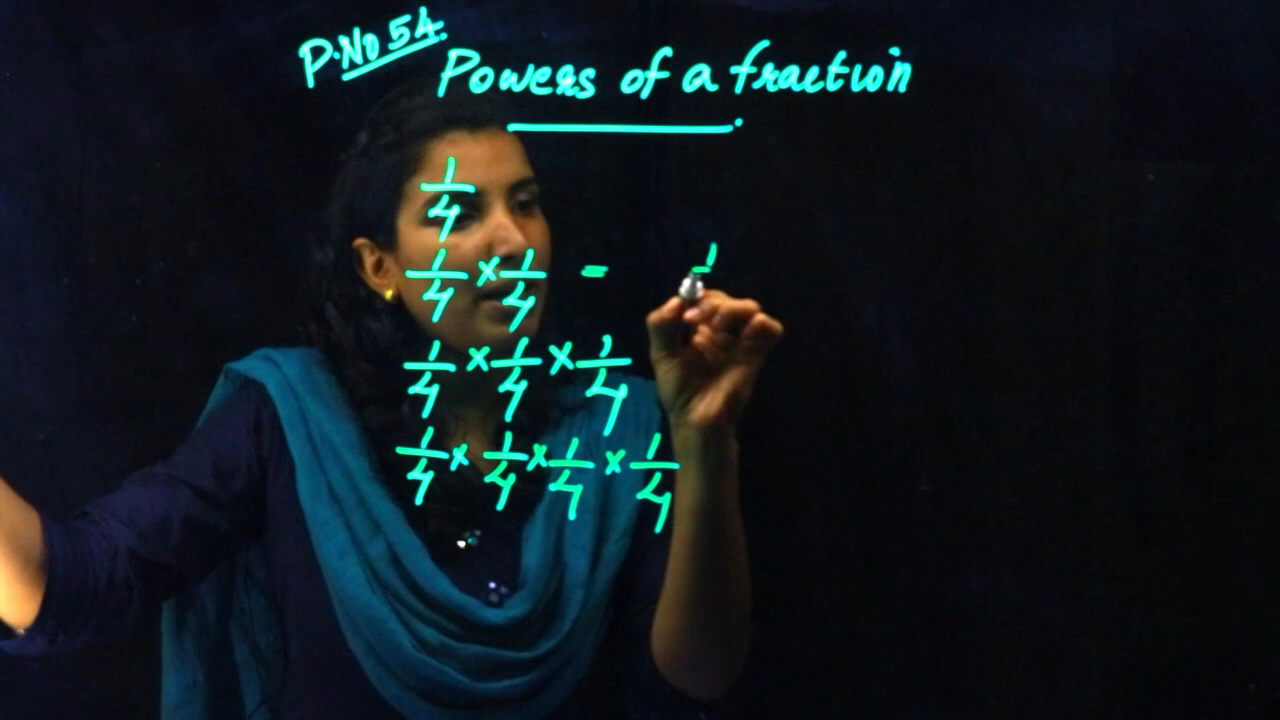 P.No 54.
Powers of a fraction
1/4
1/4 × 1/4 = 1
1/4 × 1/4 × 1/4
1/4 × 1/4 × 1/4 × 1/4